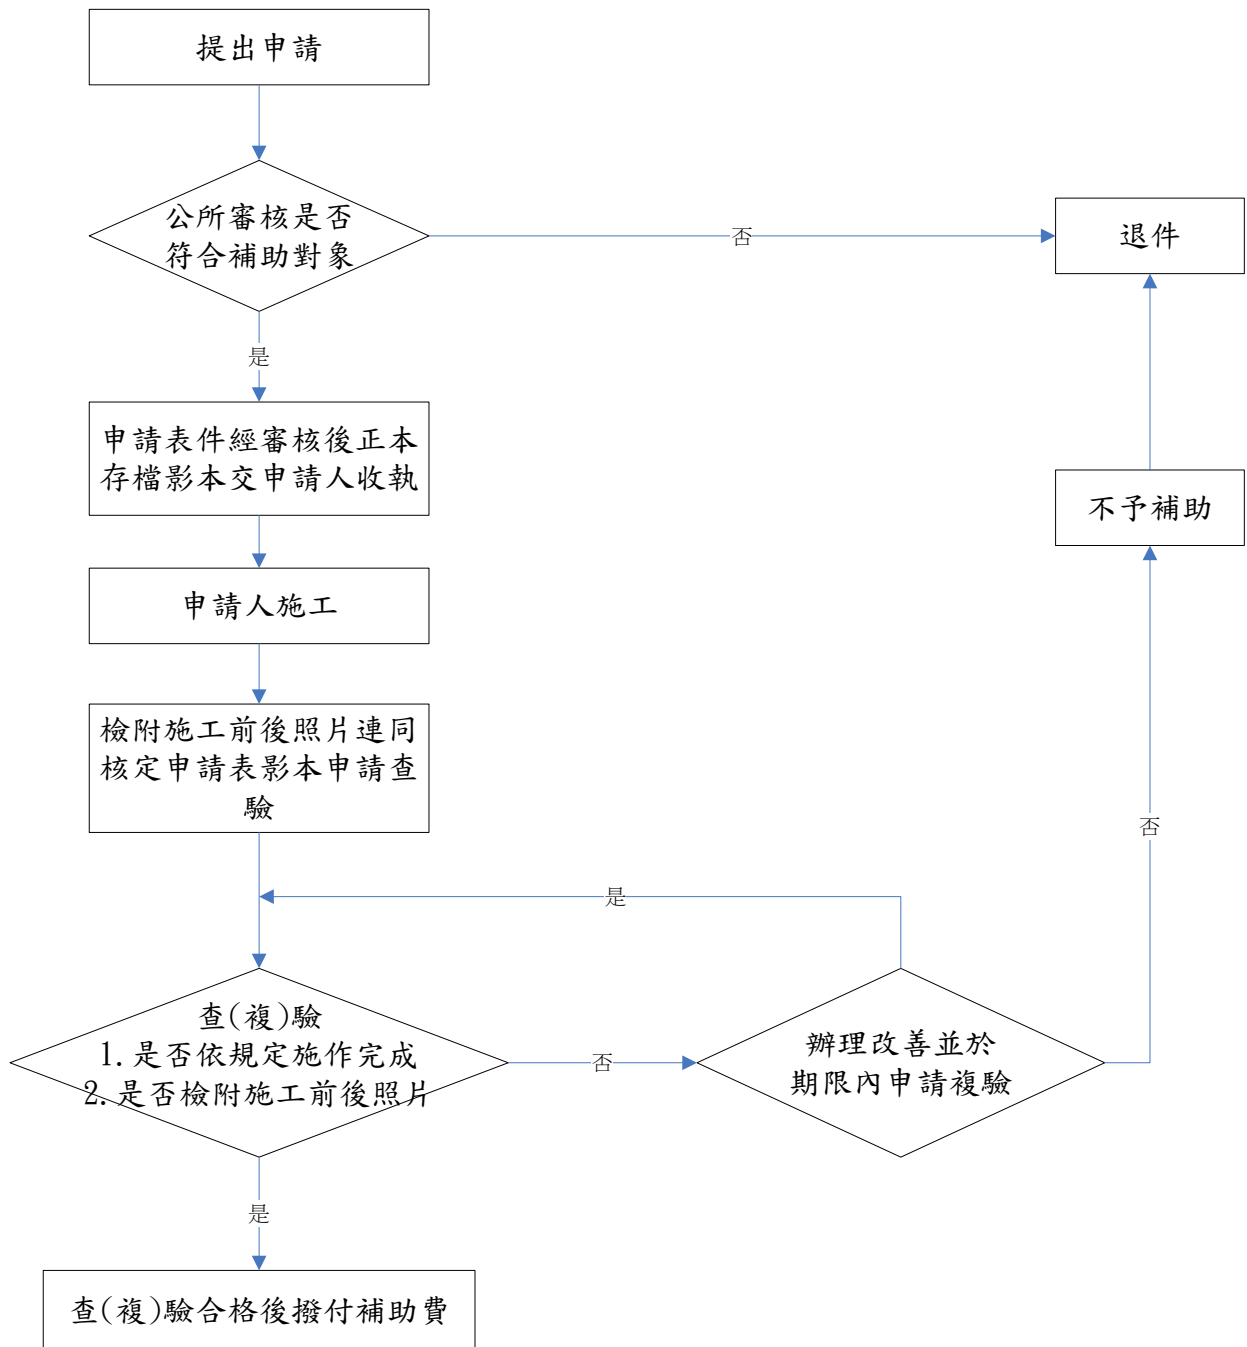 提出申請
公所審核是否
符合補助對象
否
退件
是
申請表件經審核後正本
存檔影本交申請人收執
不予補助
申請人施工
檢附施工前後照片連同
核定申請表影本申請查
驗
否
是
查(複)驗
1.是否依規定施作完成
2.是否檢附施工前後照片
否
辦理改善並於
期限內申請複驗
是
查(複)驗合格後撥付補助費